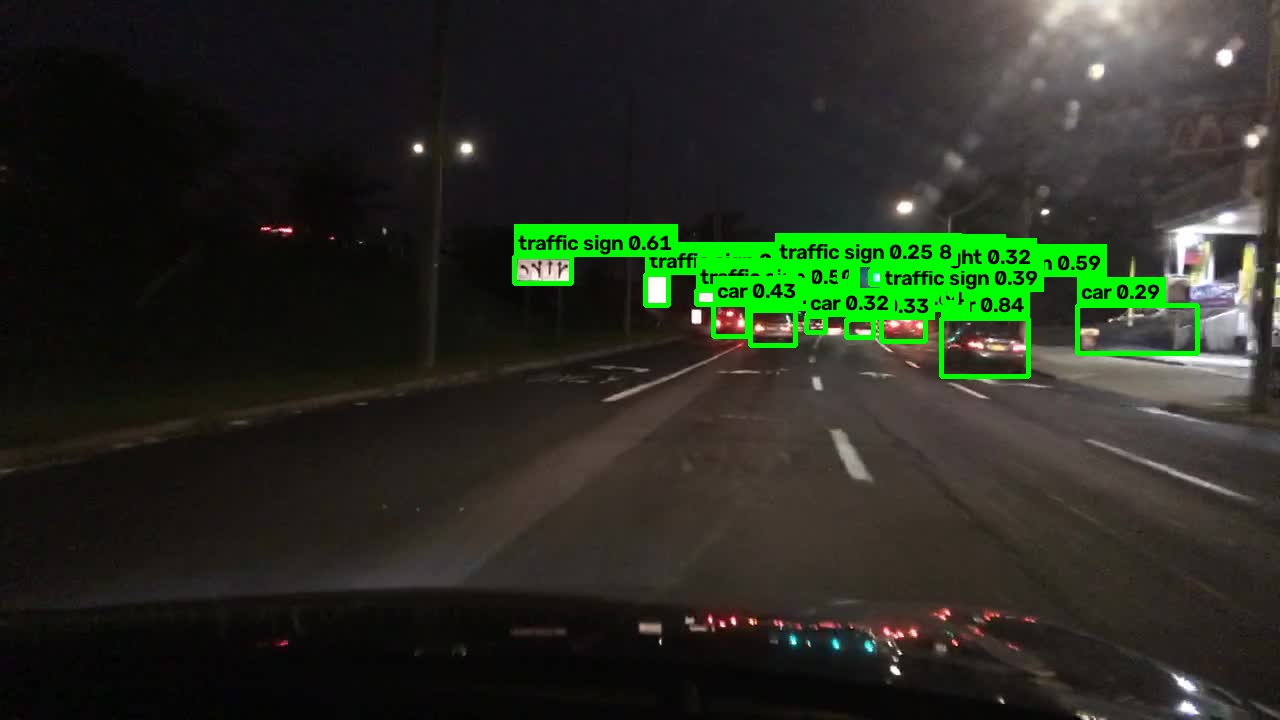 traffic sign 0.61
traffic sign 0.25
ght 0.32
n 0.59
traffic sign 0.39
car 0.43
car 0.32
0.33
r 0.84
car 0.29